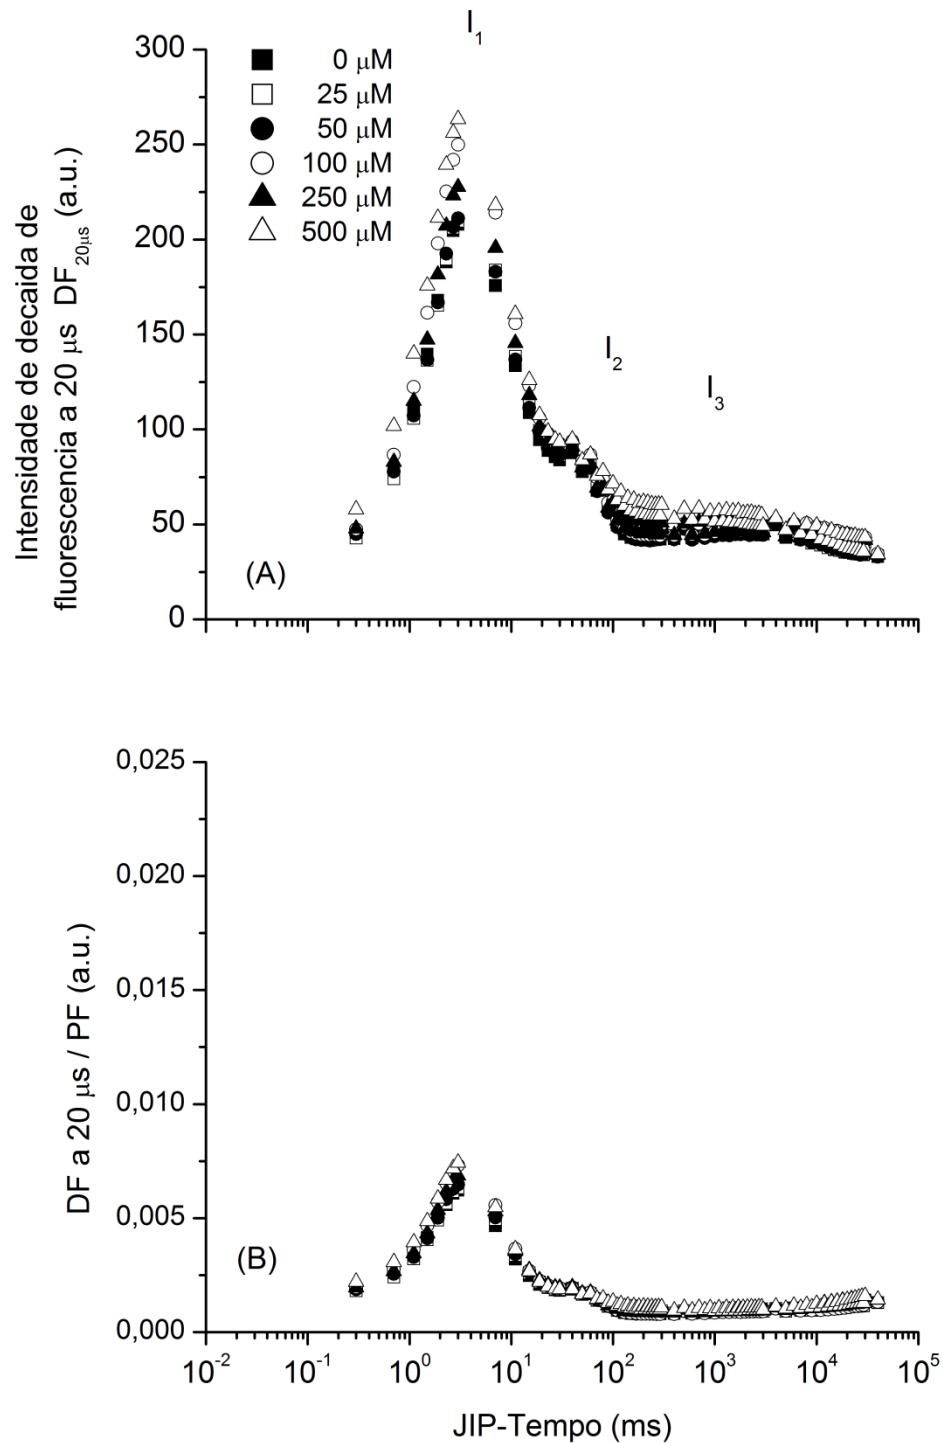 I₁
300
250
200
150
100
50
0
0 μM
25 μM
50 μM
100 μM
250 μM
500 μM
I₂
I₃
(A)
Intensidade de decaida de
fluorescencia a 20 μs DF₂₀μₛ (a.u.)
0,025
0,020
0,015
0,010
0,005
0,000
(B)
DF a 20 μs / PF (a.u.)
10⁻² 10⁻¹ 10⁰ 10¹ 10² 10³ 10⁴ 10⁵
JIP-Tempo (ms)